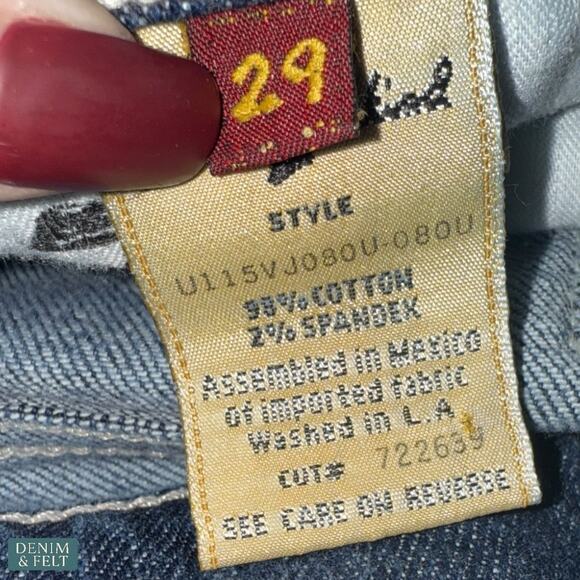 29
STYLE
U115VJ080U-080U
98% COTTON
2% SPANDEX
Assembled in Mexico
of imported fabric
Washed in L.A
CUT# 722639
SEE CARE ON REVERSE
DENIM
& FELT